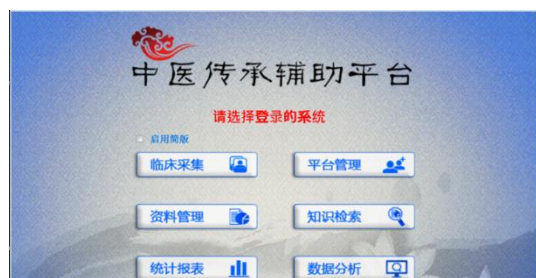 中医传承辅助平台
请选择登录的系统
启用简版
临床采集 平台管理
资料管理 知识检索
统计报表 数据分析